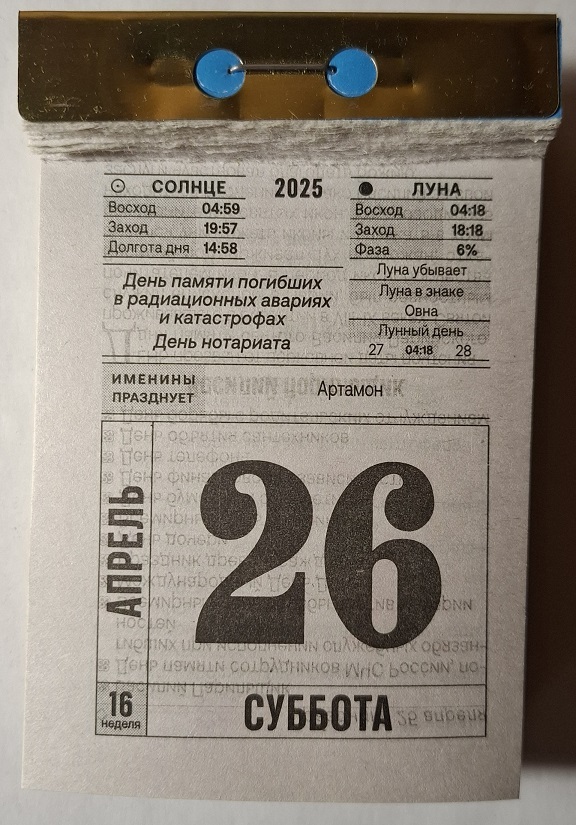 СОЛНЦЕ
Восход 04:59
Заход 19:57
Долгота дня 14:58
2025
ЛУНА
Восход 04:18
Заход 18:18
Фаза 6%
Луна убывает
Луна в знаке
Овна
Лунный день
27 04:18 28
День памяти погибших
в радиационных авариях
и катастрофах
День нотариата
ИМЕНИНЫ
ПРАЗДНУЕТ
Артамон
АПРЕЛЬ
26
16
неделя
СУББОТА